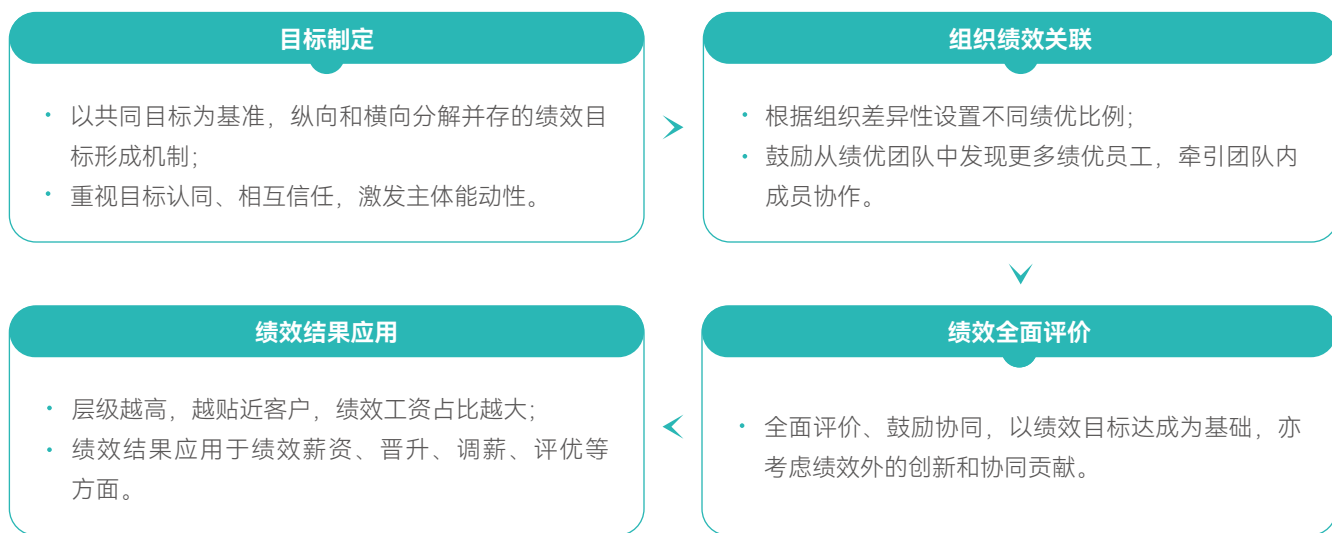 目标制定
• 以共同目标为基准，纵向和横向分解并存的绩效目
标形成机制；
• 重视目标认同、相互信任，激发主体能动性。
组织绩效关联
• 根据组织差异性设置不同绩优比例；
• 鼓励从绩优团队中发现更多绩优员工，牵引团队内
成员协作。
绩效全面评价
• 全面评价、鼓励协同，以绩效目标达成为基础，亦
考虑绩效外的创新和协同贡献。
绩效结果应用
• 层级越高，越贴近客户，绩效工资占比越大；
• 绩效结果应用于绩效薪资、晋升、调薪、评优等
方面。